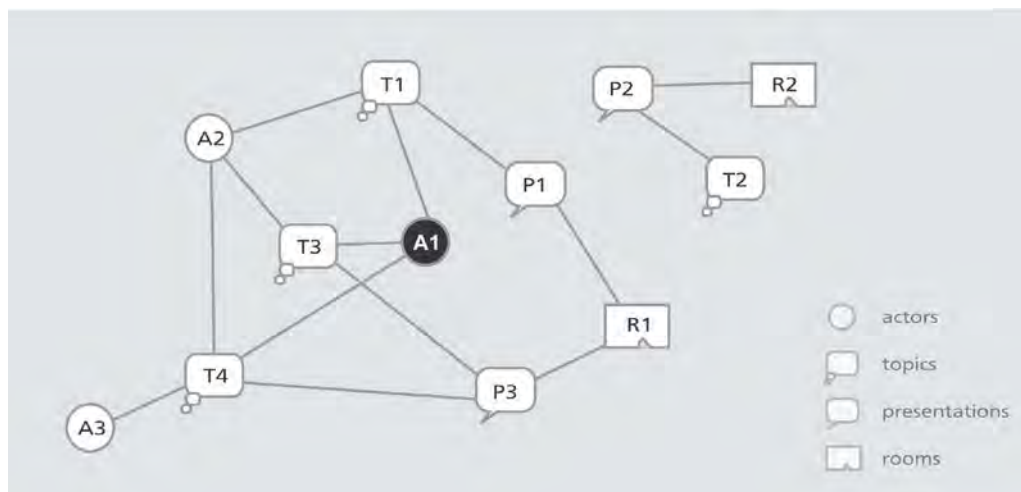 T1
P2
R2
A2
P1
T2
T3
A1
R1
T4
P3
A3
actors
topics
presentations
rooms